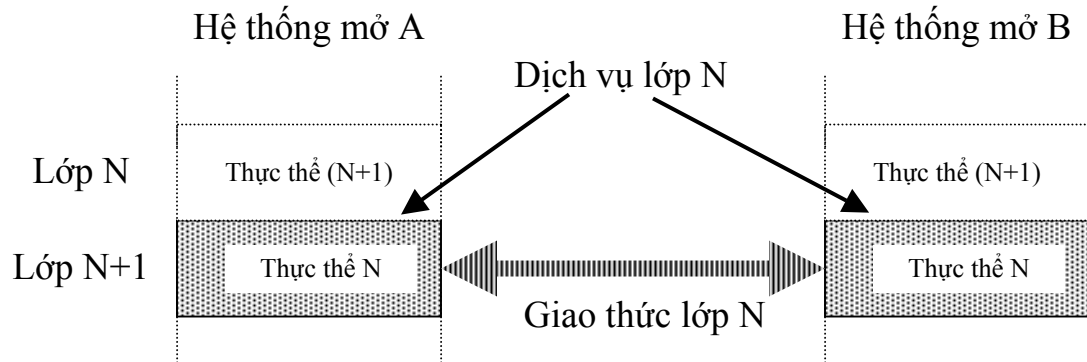 Hệ thống mở A
Hệ thống mở B
Dịch vụ lớp N
Lớp N
Thực thể (N+1)
Thực thể (N+1)
Lớp N+1
Thực thể N
Thực thể N
Giao thức lớp N